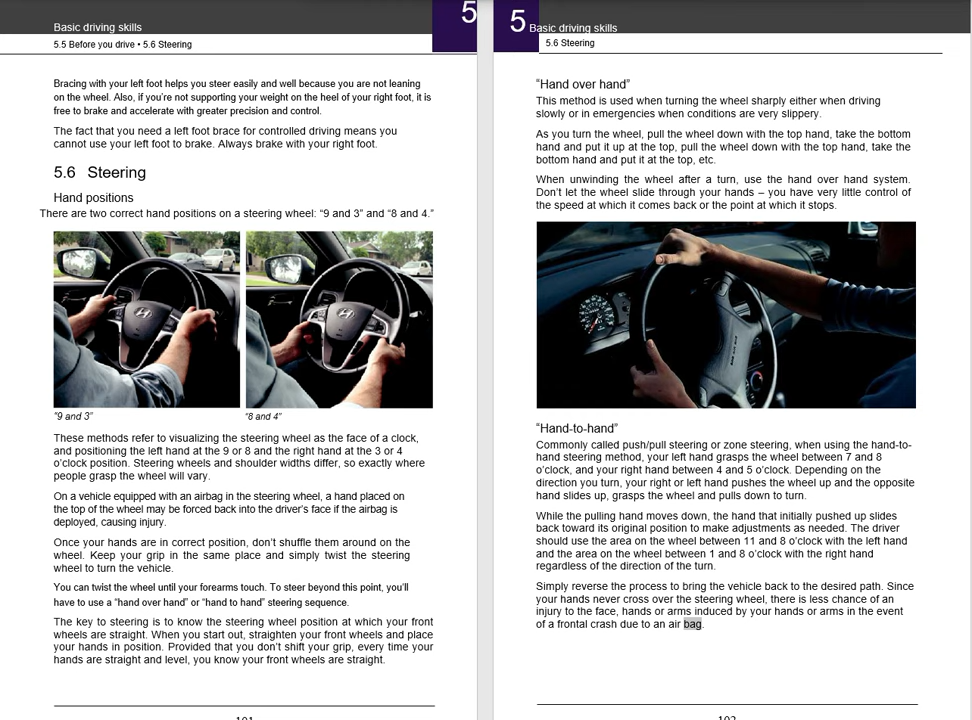 Basic driving skills
5
5.5 Before you drive • 5.6 Steering
Bracing with your left foot helps you steer easily and well because you are not leaning
on the wheel. Also, if you're not supporting your weight on the heel of your right foot, it is
free to brake and accelerate with greater precision and control.
The fact that you need a left foot brace for controlled driving means you
cannot use your left foot to brake. Always brake with your right foot.
5.6 Steering
Hand positions
There are two correct hand positions on a steering wheel: “9 and 3” and “8 and 4.”
“9 and 3”
“8 and 4”
These methods refer to visualizing the steering wheel as the face of a clock,
and positioning the left hand at the 9 or 8 and the right hand at the 3 or 4
o’clock position. Steering wheels and shoulder widths differ, so exactly where
people grasp the wheel will vary.
On a vehicle equipped with an airbag in the steering wheel, a hand placed on
the top of the wheel may be forced back into the driver’s face if the airbag is
deployed, causing injury.
Once your hands are in correct position, don’t shuffle them around on the
wheel. Keep your grip in the same place and simply twist the steering
wheel to turn the vehicle.
You can twist the wheel until your forearms touch. To steer beyond this point, you’ll
have to use a “hand over hand” or “hand to hand” steering sequence.
The key to steering is to know the steering wheel position at which your front
wheels are straight. When you start out, straighten your front wheels and place
your hands in position. Provided that you don’t shift your grip, every time your
hands are straight and level, you know your front wheels are straight.
101
5
Basic driving skills
5.6 Steering
“Hand over hand”
This method is used when turning the wheel sharply either when driving
slowly or in emergencies when conditions are very slippery.
As you turn the wheel, pull the wheel down with the top hand, take the bottom
hand and put it up at the top, pull the wheel down with the top hand, take the
bottom hand and put it at the top, etc.
When unwinding the wheel after a turn, use the hand over hand system.
Don’t let the wheel slide through your hands – you have very little control of
the speed at which it comes back or the point at which it stops.
“Hand-to-hand”
Commonly called push/pull steering or zone steering, when using the hand-to-
hand steering method, your left hand grasps the wheel between 7 and 8
o’clock, and your right hand between 4 and 5 o’clock. Depending on the
direction you turn, your right or left hand pushes the wheel up and the opposite
hand slides up, grasps the wheel and pulls down to turn.
While the pulling hand moves down, the hand that initially pushed up slides
back toward its original position to make adjustments as needed. The driver
should use the area on the wheel between 11 and 8 o’clock with the left hand
and the area on the wheel between 1 and 8 o’clock with the right hand
regardless of the direction of the turn.
Simply reverse the process to bring the vehicle back to the desired path. Since
your hands never cross over the steering wheel, there is less chance of an
injury to the face, hands or arms induced by your hands or arms in the event
of a frontal crash due to an air bag.
102